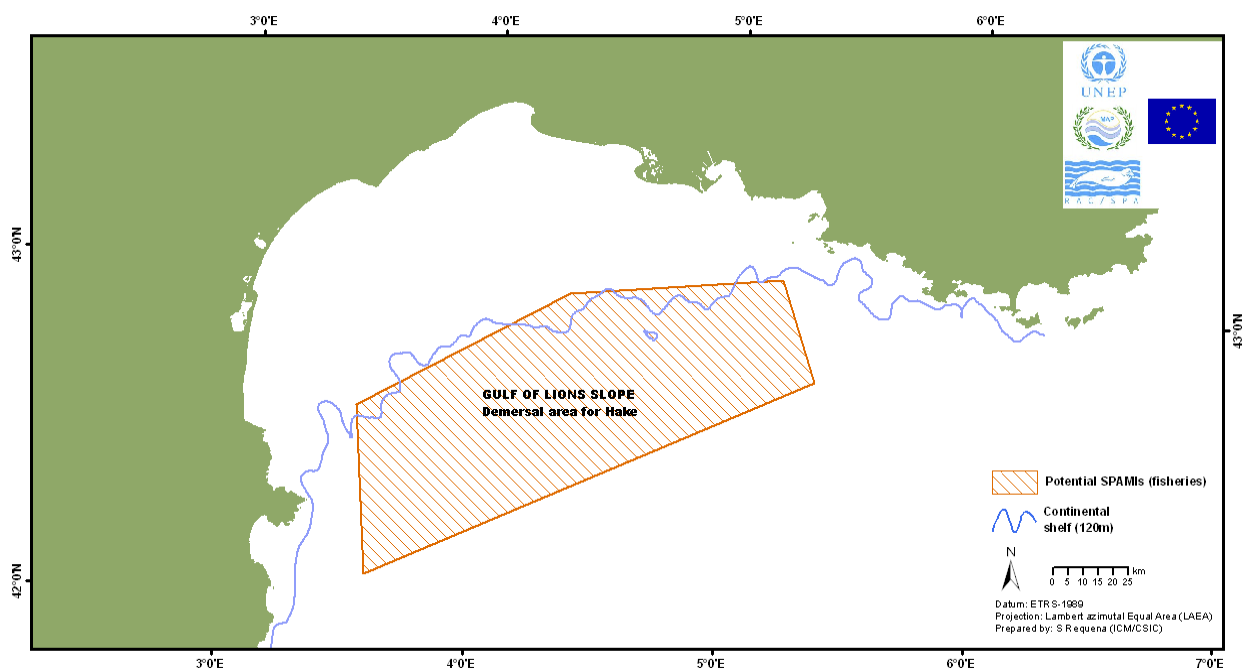 3°0'E 4°0'E 5°0'E 6°0'E
UNEP
MAP
RAC/SPA
43°0'N
43°0'N
GULF OF LIONS SLOPE
Demersal area for Hake
Potential SPAMIs (fisheries)
Continental
shelf (120m)
N
km
0 5 10 15 20 25
42°0'N
Datum: ETRS-1989
Projection: Lambert azimutal Equal Area (LAEA)
Prepared by: S Requena (ICM/CSIC)
3°0'E 4°0'E 5°0'E 6°0'E 7°0'E